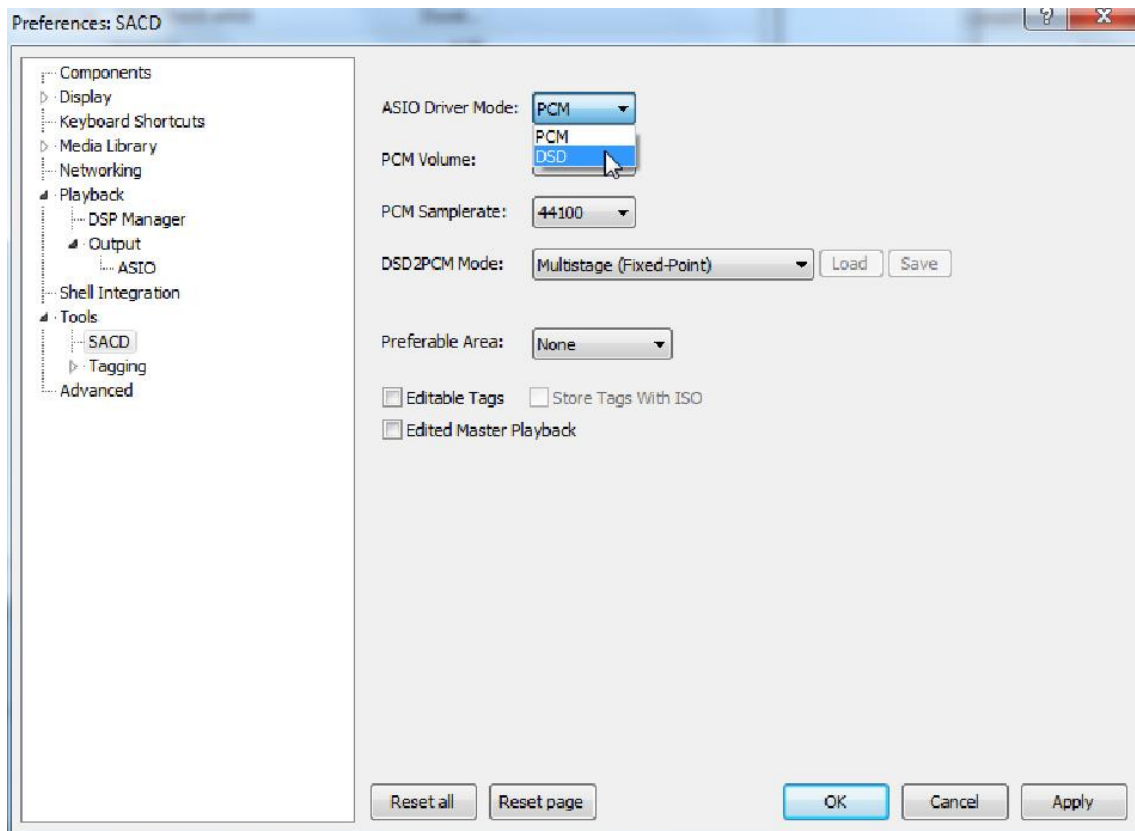 Preferences: SACD
Components
Display
Keyboard Shortcuts
Media Library
Networking
Playback
DSP Manager
Output
ASIO
Shell Integration
Tools
SACD
Tagging
Advanced
ASIO Driver Mode: PCM
PCM
DSD
PCM Volume:
PCM Samplerate: 44100
DSD2PCM Mode: Multistage (Fixed-Point) Load Save
Preferable Area: None
Editable Tags Store Tags With ISO
Edited Master Playback
Reset all Reset page OK Cancel Apply